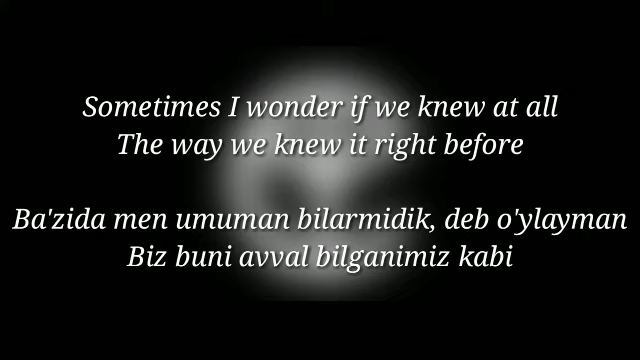 Sometimes I wonder if we knew at all
The way we knew it right before
Ba'zida men umuman bilarmidik, deb o'ylayman
Biz buni avval bilganimiz kabi